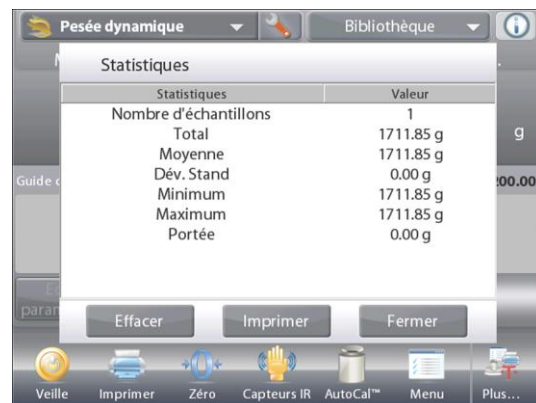 Pesée dynamique Bibliothèque
Statistiques
Statistiques Valeur
Nombre d'échantillons 1
Total 1711.85 g
Moyenne 1711.85 g
Dév. Stand 0.00 g
Minimum 1711.85 g
Maximum 1711.85 g
Portée 0.00 g
g
Guide
200.00
Effacer Imprimer Fermer
Veille Imprimer Zéro Capteurs IR AutoCal™ Menu Plus...